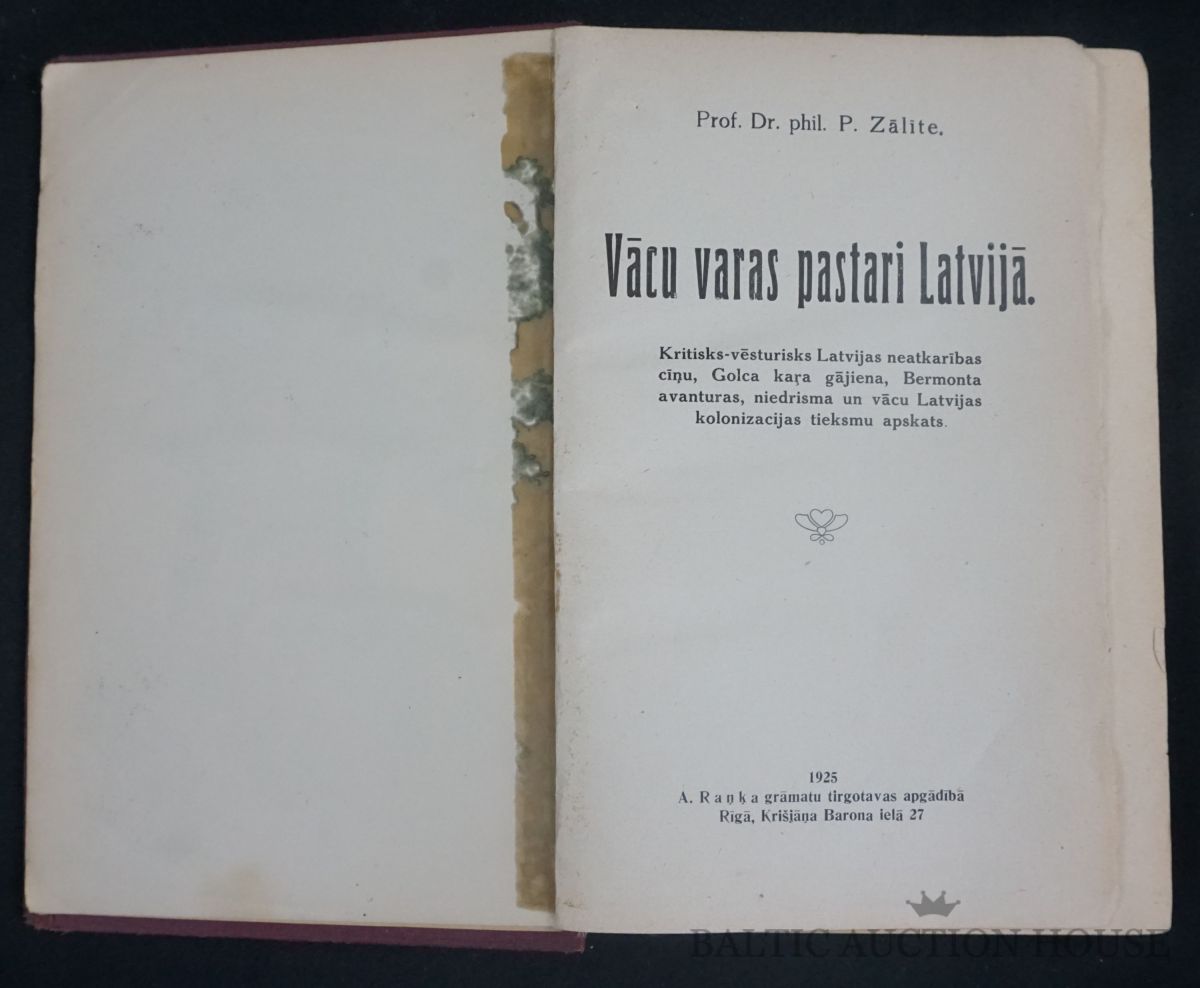 Prof. Dr. phil. P. Zālīte.
Vācu varas pastari Latvijā.
Kritisks-vēsturisks Latvijas neatkarības
cīņu, Golca kaŗa gājiena, Bermonta
avanturas, niedrisma un vācu Latvijas
kolonizacijas tieksmu apskats.
1925
A. Raņķa grāmatu tirgotavas apgādībā
Rīgā, Krišjāņa Barona ielā 27
BALTIC AUCTION HOUSE